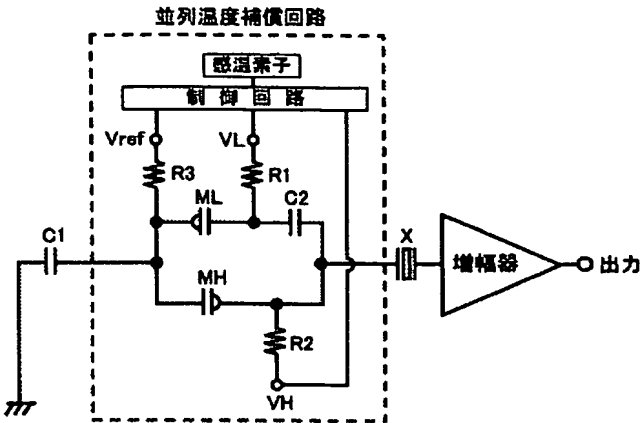 並列温度補償回路
感温素子
制御回路
Vref
VL
R3
R1
ML
C2
C1
X
増幅器
出力
MH
R2
VH